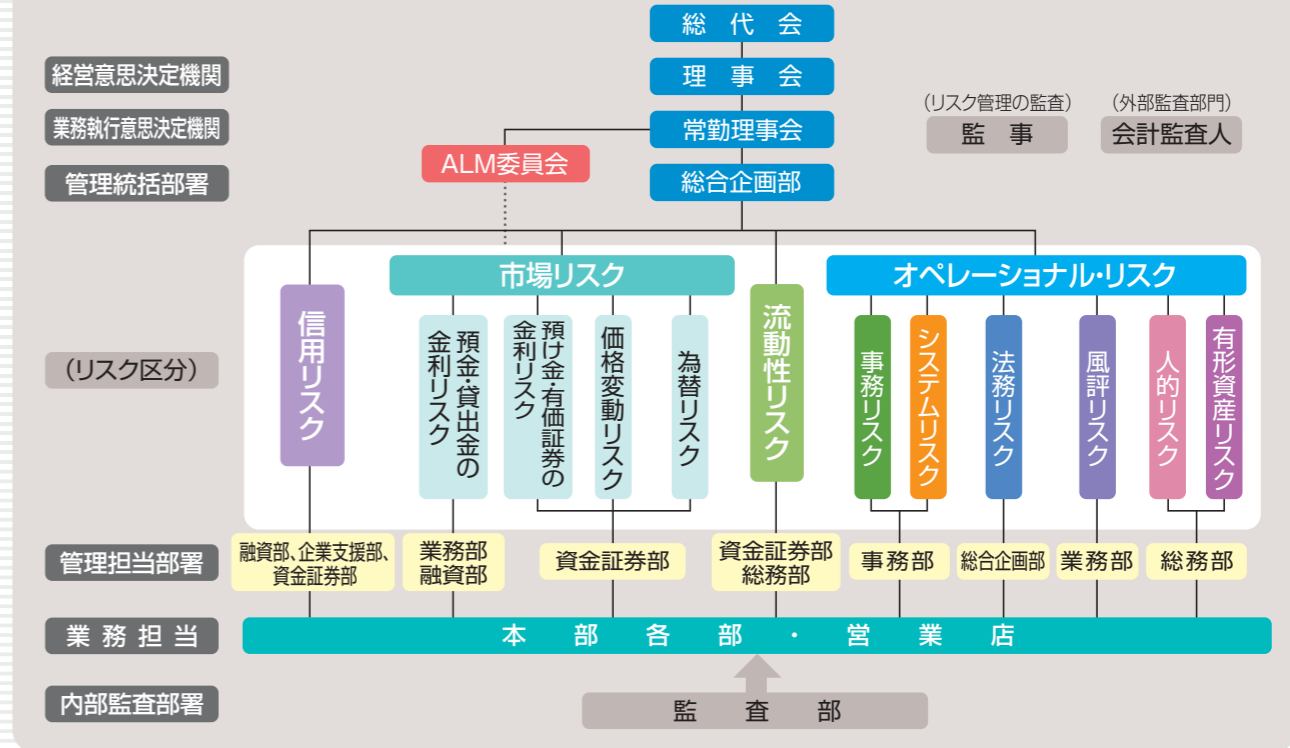 総代会
経営意思決定機関
理事会
業務執行意思決定機関
常勤理事会
(リスク管理の監査)
監事
(外部監査部門)
会計監査人
ALM委員会
管理統括部署
総合企画部
(リスク区分)
信用リスク
市場リスク
預金・貸出金の
金利リスク
預け金・有価証券の
金利リスク
価格変動リスク
為替リスク
流動性リスク
オペレーショナル・リスク
事務リスク
システムリスク
法務リスク
風評リスク
人的リスク
有形資産リスク
管理担当部署
融資部、企業支援部、
資金証券部
業務部
融資部
資金証券部
資金証券部
総務部
事務部
総合企画部
業務部
総務部
業務担当
本部各部・営業店
内部監査部署
監査部